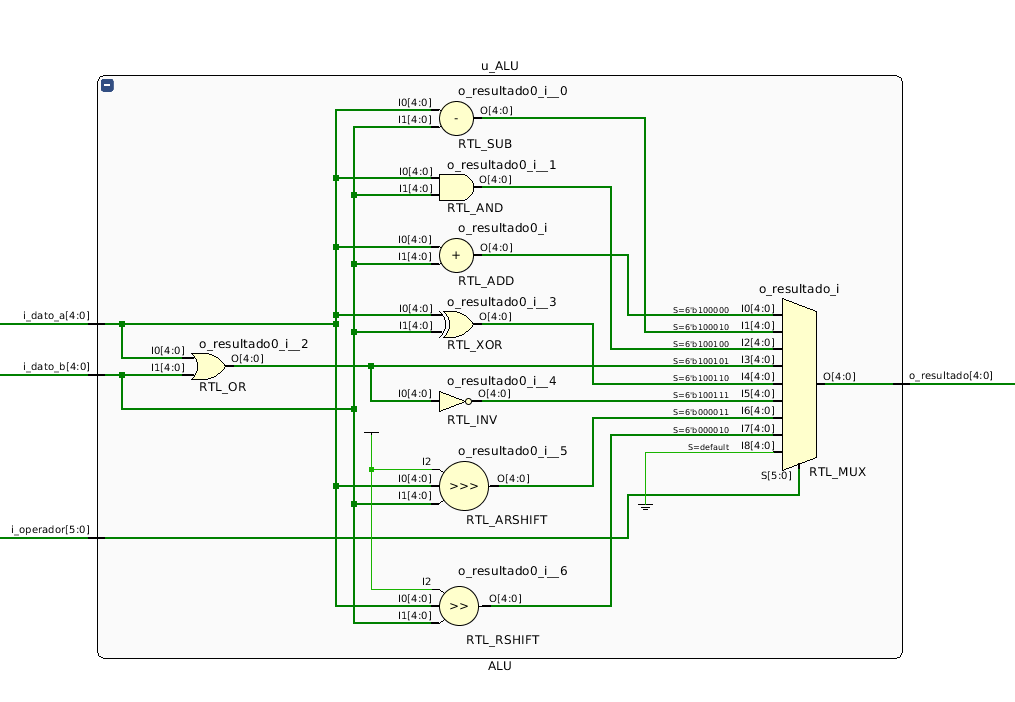 u_ALU
o_resultado0_i__0
I0[4:0]
O[4:0]
I1[4:0]
-
RTL_SUB
o_resultado0_i__1
I0[4:0]
O[4:0]
I1[4:0]
RTL_AND
o_resultado0_i
I0[4:0]
O[4:0]
I1[4:0]
+
RTL_ADD
o_resultado0_i__3
I0[4:0]
O[4:0]
I1[4:0]
RTL_XOR
i_dato_a[4:0]
o_resultado0_i__2
I0[4:0]
O[4:0]
I1[4:0]
RTL_OR
i_dato_b[4:0]
o_resultado0_i__4
I0[4:0]
O[4:0]
RTL_INV
o_resultado0_i__5
I2
I0[4:0]
O[4:0]
I1[4:0]
>>>
RTL_ARSHIFT
i_operador[5:0]
o_resultado0_i__6
I2
I0[4:0]
O[4:0]
I1[4:0]
>>
RTL_RSHIFT
o_resultado_i
S=6'b100000 I0[4:0]
S=6'b100010 I1[4:0]
S=6'b100100 I2[4:0]
S=6'b100101 I3[4:0]
S=6'b100110 I4[4:0]
S=6'b100111 I5[4:0]
S=6'b000011 I6[4:0]
S=6'b000010 I7[4:0]
S=default I8[4:0]
O[4:0]
o_resultado[4:0]
S[5:0]
RTL_MUX
ALU